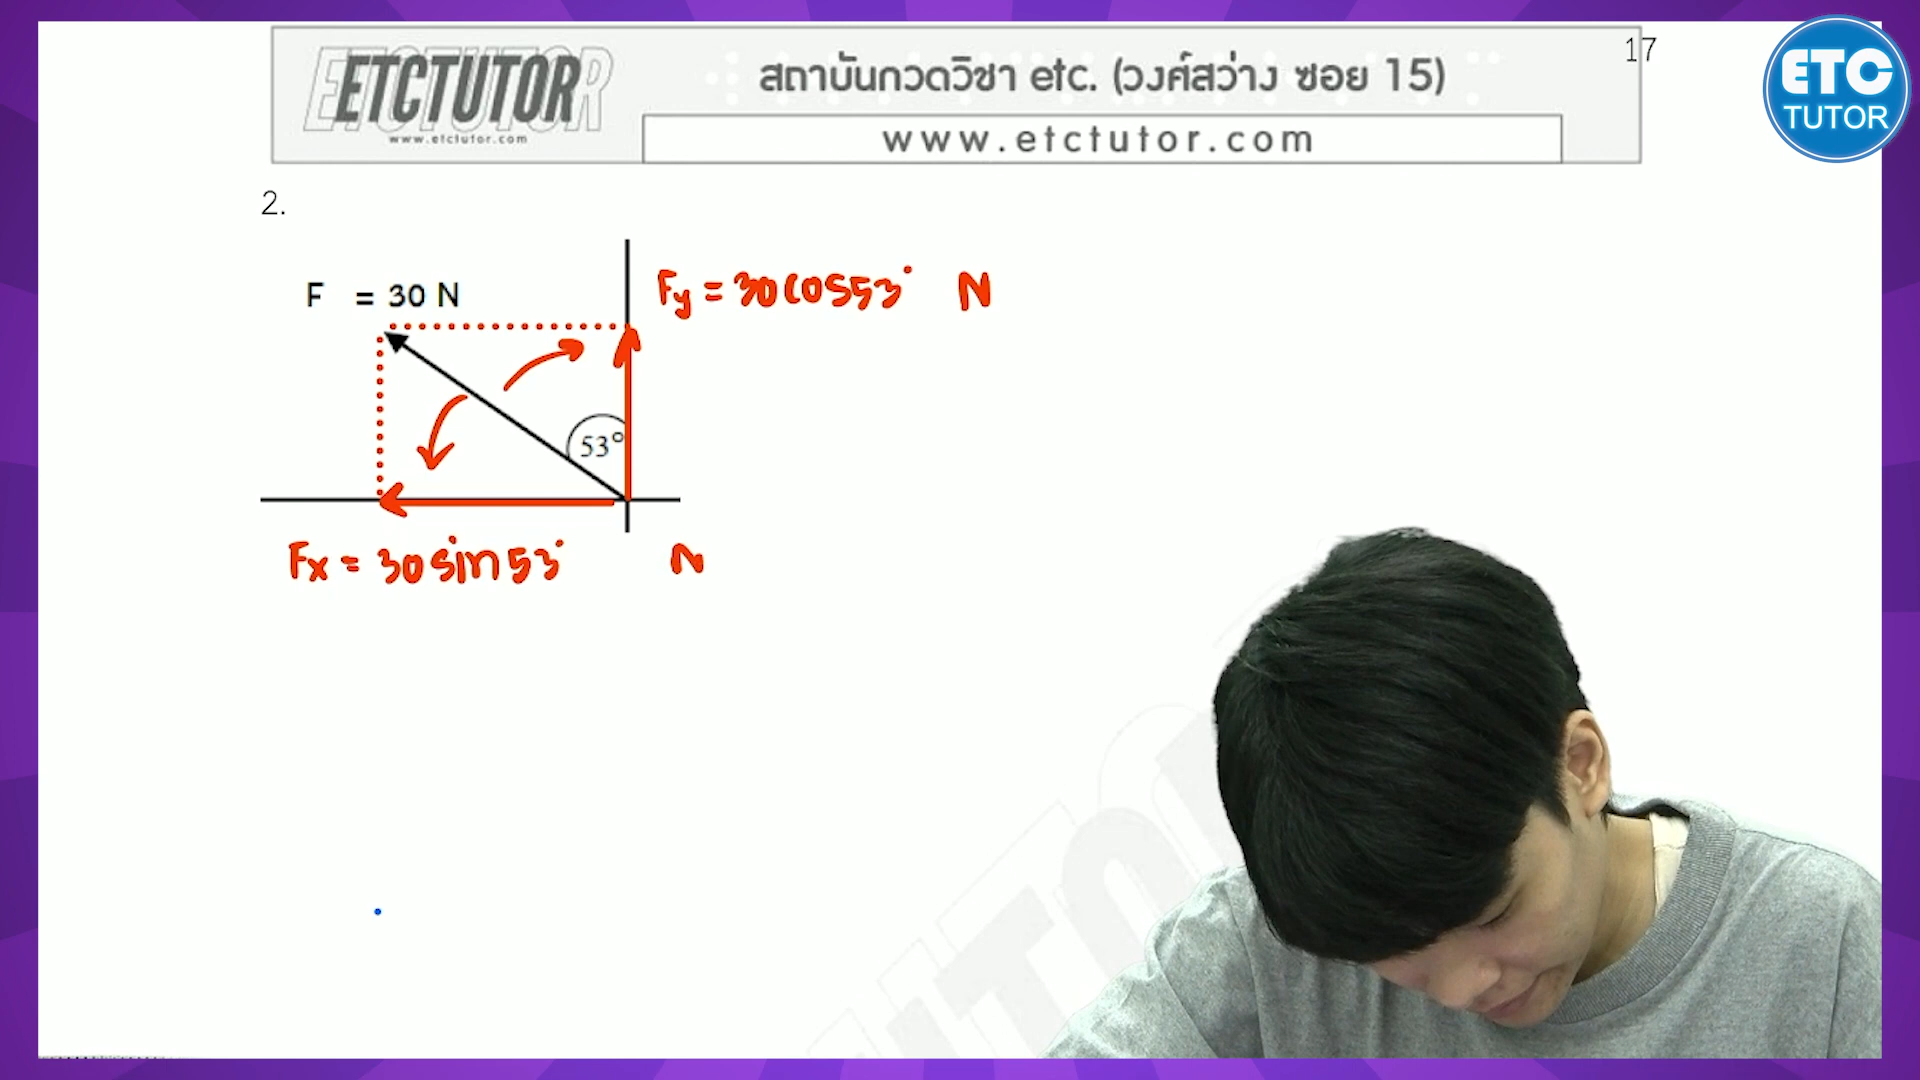 17
ETCTUTOR
www.etctutor.com
สถาบันกวดวิชา etc. (วงศ์สว่าง ซอย 15)
www.etctutor.com
ETC
TUTOR
2.
F = 30 N
Fy = 30cos53° N
53°
Fx = 30sin53° N